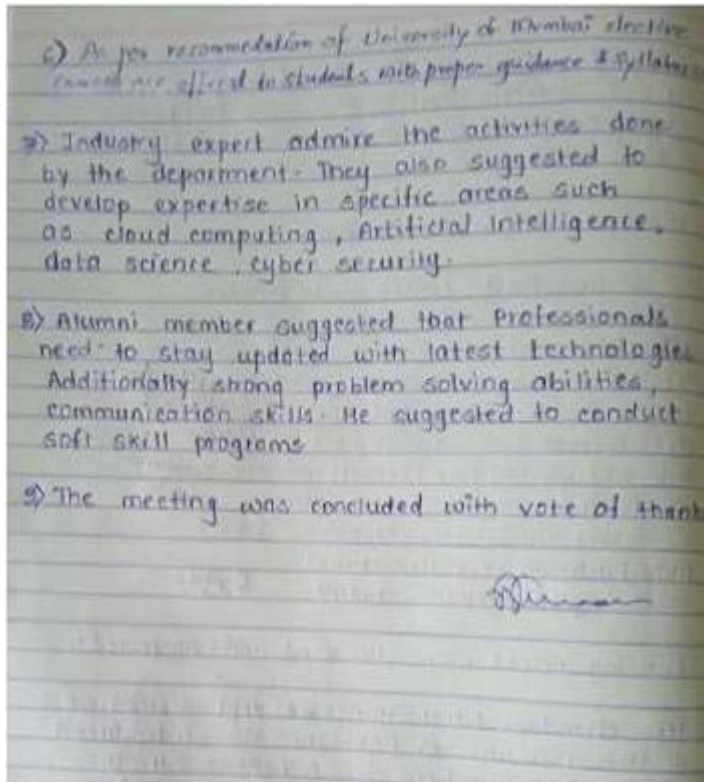 c) As per recommedation of University of Mumbai elective
are offered to students with proper guidance & syllabus
7) Industry expert admire the activities done
by the deparment. They also suggested to
develop expertise in specific areas such
as cloud computing, Artificial Intelligence,
data science, cyber security.
8) Alumni member suggested that Professionals
need to stay updated with latest technologies
Additionally strong problem solving abilities,
communication skills. He suggested to conduct
soft skill programs
9) The meeting was concluded with vote of thank